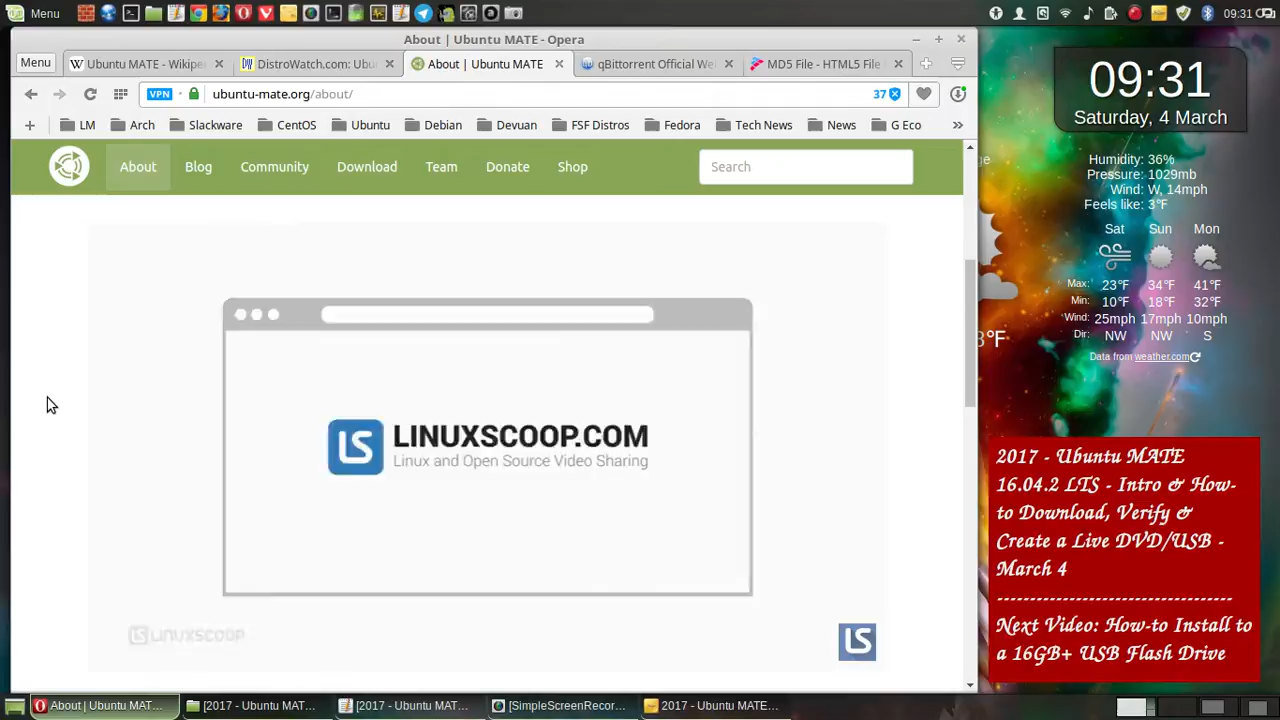 Menu
09:31
About | Ubuntu MATE - Opera
Menu
Ubuntu MATE - Wikipe
DistroWatch.com: Ubu
About | Ubuntu MATE
qBittorrent Official We
MD5 File - HTML5 File
VPN
ubuntu-mate.org/about/
37
LM
Arch
Slackware
CentOS
Ubuntu
Debian
Devuan
FSF Distros
Fedora
Tech News
News
G Eco
»
About
Blog
Community
Download
Team
Donate
Shop
Search
LS
LINUXSCOOP.COM
Linux and Open Source Video Sharing
LS LINUXSCOOP
LS
09:31
Saturday, 4 March
Humidity: 36%
Pressure: 1029mb
Wind: W, 14mph
Feels like: 3°F
Sat Sun Mon
Max: 23°F 34°F 41°F
Min: 10°F 18°F 32°F
Wind: 25mph 17mph 10mph
Dir: NW NW S
Data from weather.com
2017 - Ubuntu MATE
16.04.2 LTS - Intro & How-
to Download, Verify &
Create a Live DVD/USB -
March 4
---------------------------------
Next Video: How-to Install to
a 16GB+ USB Flash Drive
About | Ubuntu MAT...
[2017 - Ubuntu MAT...
[2017 - Ubuntu MAT...
[SimpleScreenRecor...
2017 - Ubuntu MATE...